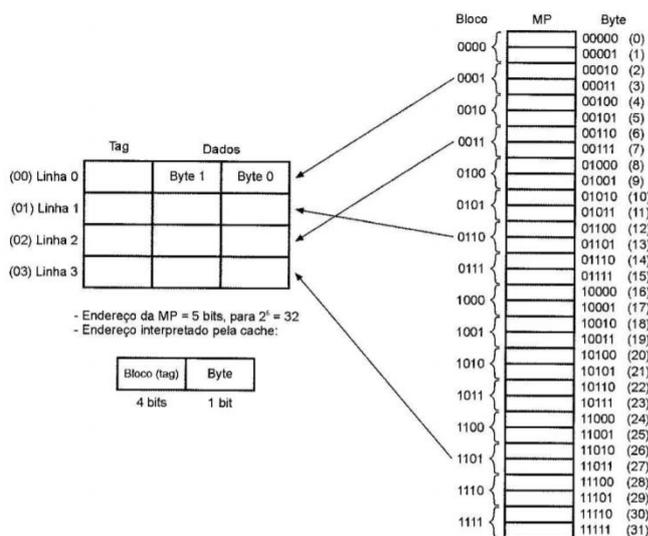 Bloco MP Byte
0000 00000 (0)
00001 (1)
0001 00010 (2)
00011 (3)
0010 00100 (4)
00101 (5)
0011 00110 (6)
00111 (7)
0100 01000 (8)
01001 (9)
0101 01010 (10)
01011 (11)
0110 01100 (12)
01101 (13)
0111 01110 (14)
01111 (15)
1000 10000 (16)
10001 (17)
1001 10010 (18)
10011 (19)
1010 10100 (20)
10101 (21)
1011 10110 (22)
10111 (23)
1100 11000 (24)
11001 (25)
1101 11010 (26)
11011 (27)
1110 11100 (28)
11101 (29)
1111 11110 (30)
11111 (31)
Tag Dados
(00) Linha 0 Byte 1 Byte 0
(01) Linha 1
(02) Linha 2
(03) Linha 3
- Endereço da MP = 5 bits, para 2⁵ = 32
- Endereço interpretado pela cache:
Bloco (tag) Byte
4 bits 1 bit